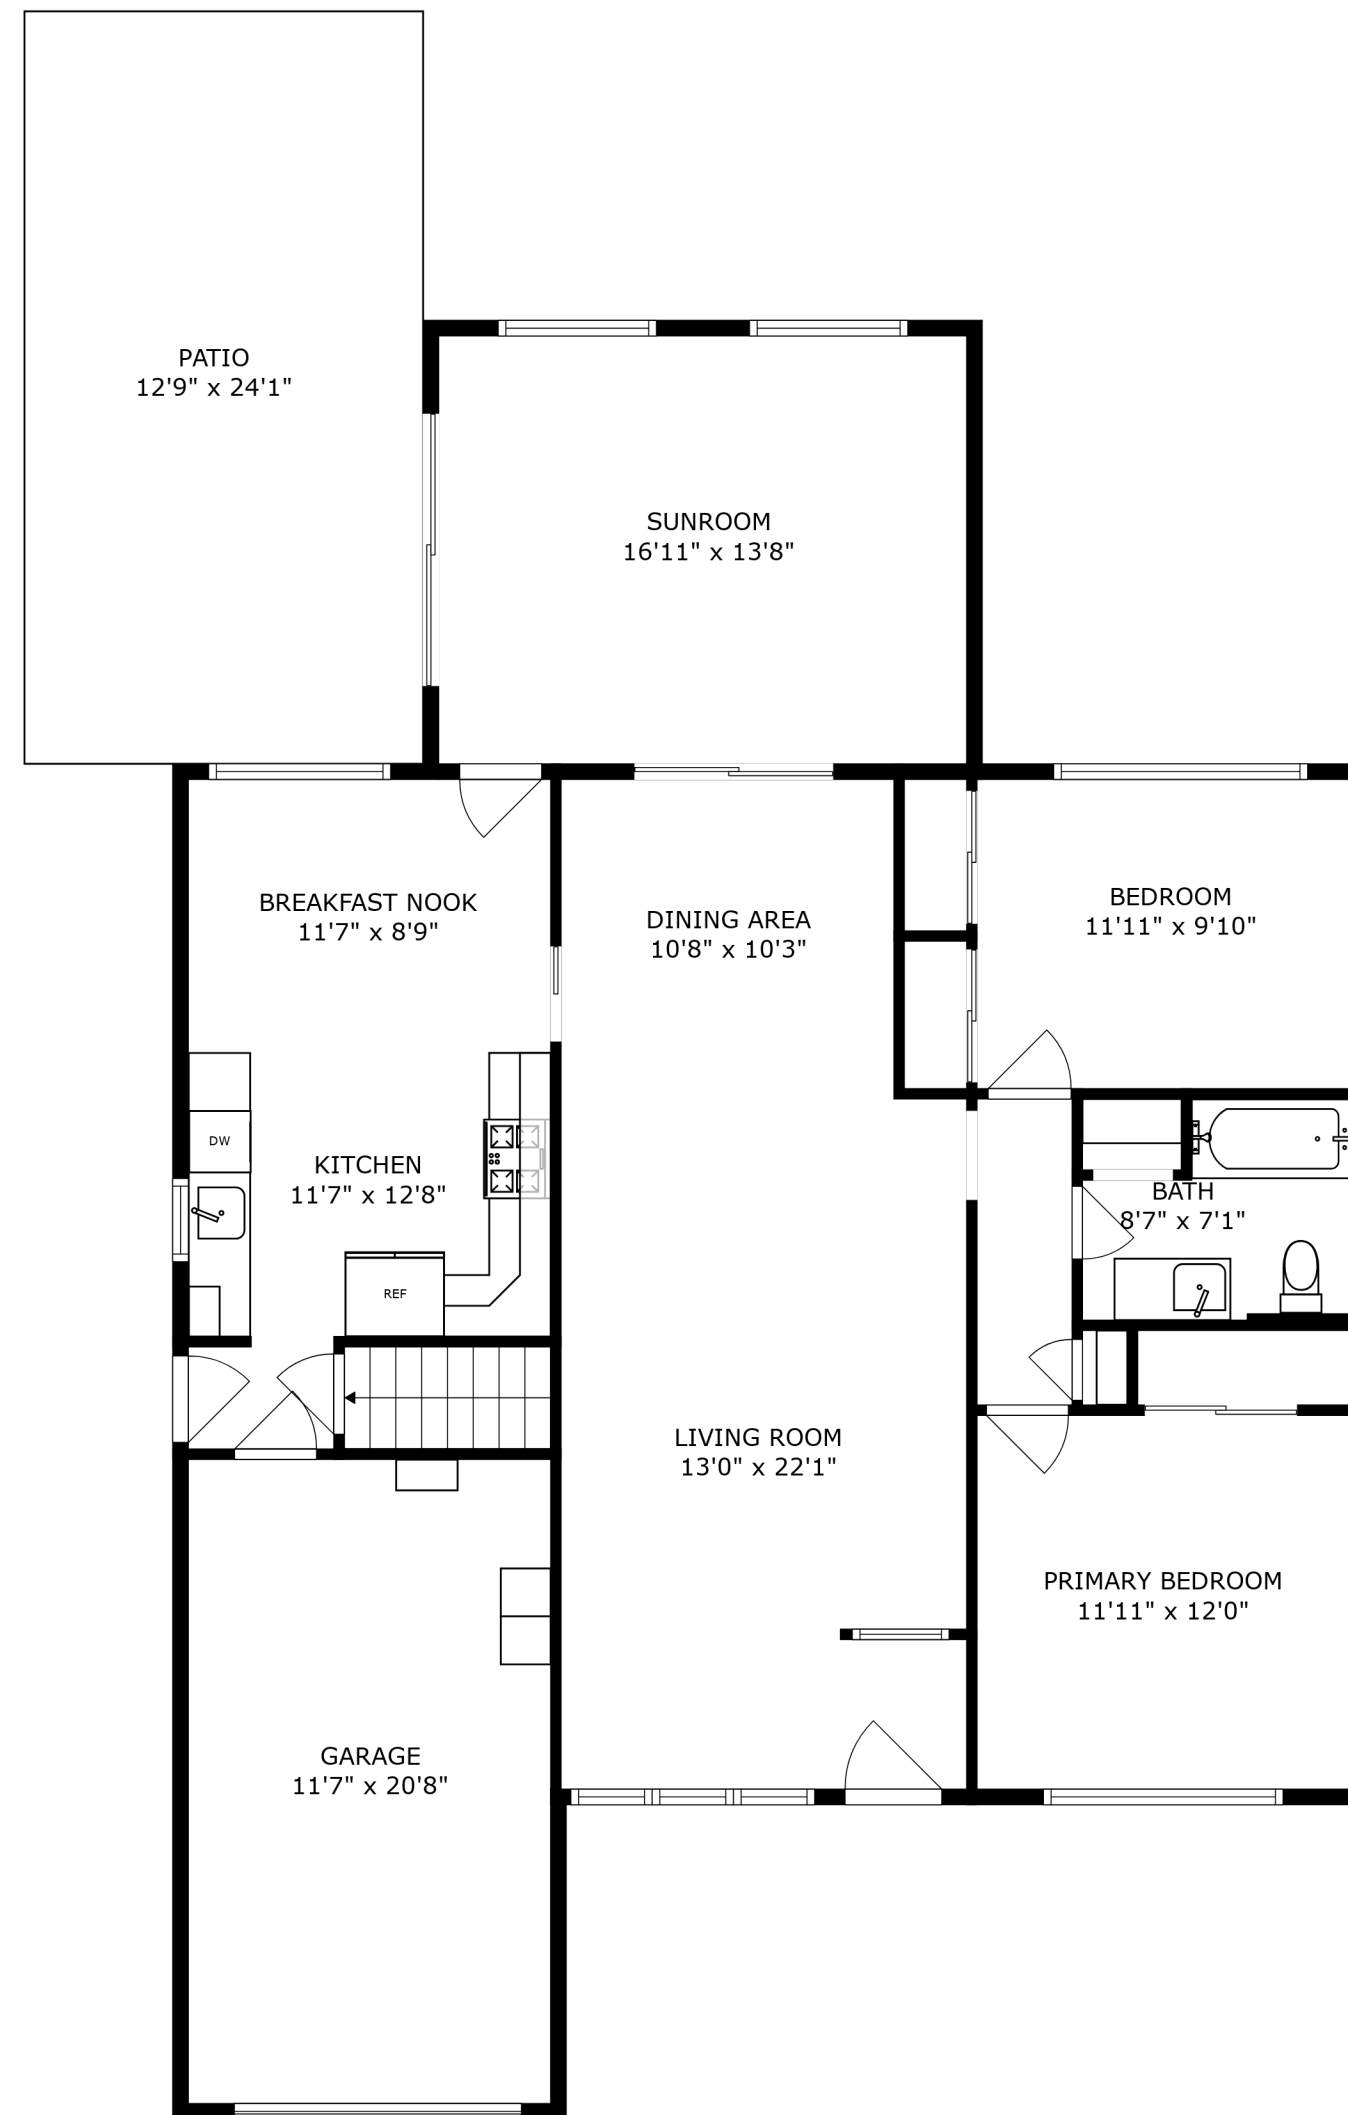 PATIO
12'9" x 24'1"
SUNROOM
16'11" x 13'8"
BREAKFAST NOOK
11'7" x 8'9"
DINING AREA
10'8" x 10'3"
BEDROOM
11'11" x 9'10"
DW
KITCHEN
11'7" x 12'8"
BATH
8'7" x 7'1"
REF
LIVING ROOM
13'0" x 22'1"
PRIMARY BEDROOM
11'11" x 12'0"
GARAGE
11'7" x 20'8"